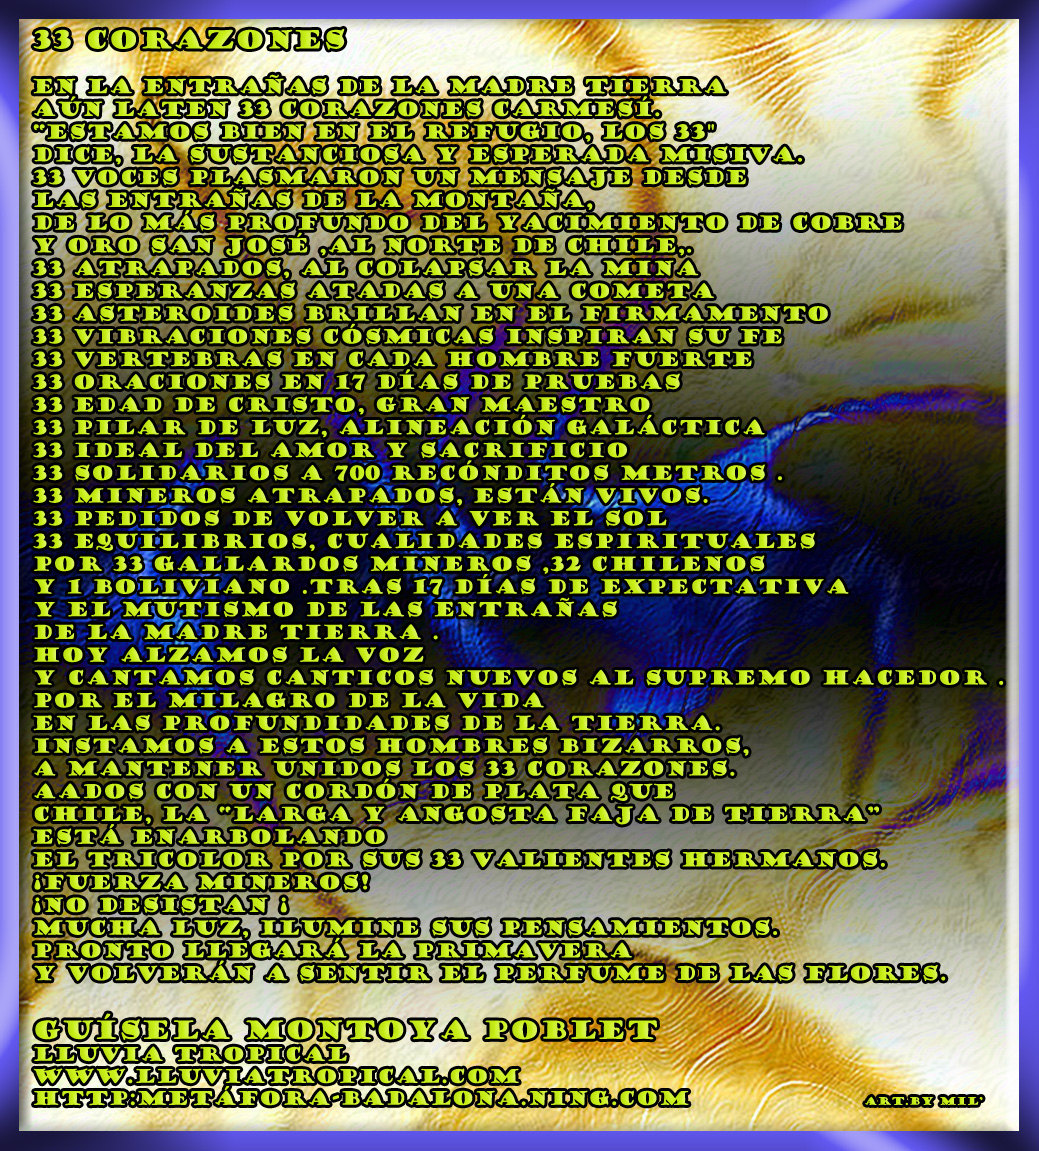 33 CORAZONES
EN LA ENTRAÑAS DE LA MADRE TIERRA
AÚN LATEN 33 CORAZONES CARMESÍ.
"ESTAMOS BIEN EN EL REFUGIO, LOS 33"
DICE, LA SUSTANCIOSA Y ESPERADA MISIVA.
33 VOCES PLASMARON UN MENSAJE DESDE
LAS ENTRAÑAS DE LA MONTAÑA,
DE LO MÁS PROFUNDO DEL YACIMIENTO DE COBRE
Y ORO SAN JOSÉ ,AL NORTE DE CHILE,.
33 ATRAPADOS, AL COLAPSAR LA MINA
33 ESPERANZAS ATADAS A UNA COMETA
33 ASTEROIDES BRILLAN EN EL FIRMAMENTO
33 VIBRACIONES CÓSMICAS INSPIRAN SU FE
33 VERTEBRAS EN CADA HOMBRE FUERTE
33 ORACIONES EN 17 DÍAS DE PRUEBAS
33 EDAD DE CRISTO, GRAN MAESTRO
33 PILAR DE LUZ, ALINEACIÓN GALÁCTICA
33 IDEAL DEL AMOR Y SACRIFICIO
33 SOLIDARIOS A 700 RECÓNDITOS METROS .
33 MINEROS ATRAPADOS, ESTÁN VIVOS.
33 PEDIDOS DE VOLVER A VER EL SOL
33 EQUILIBRIOS, CUALIDADES ESPIRITUALES
POR 33 GALLARDOS MINEROS ,32 CHILENOS
Y 1 BOLIVIANO .TRAS 17 DÍAS DE EXPECTATIVA
Y EL MUTISMO DE LAS ENTRAÑAS
DE LA MADRE TIERRA .
HOY ALZAMOS LA VOZ
Y CANTAMOS CANTICOS NUEVOS AL SUPREMO HACEDOR .
POR EL MILAGRO DE LA VIDA
EN LAS PROFUNDIDADES DE LA TIERRA.
INSTAMOS A ESTOS HOMBRES BIZARROS,
A MANTENER UNIDOS LOS 33 CORAZONES.
AADOS CON UN CORDÓN DE PLATA QUE
CHILE, LA "LARGA Y ANGOSTA FAJA DE TIERRA"
ESTÁ ENARBOLANDO
EL TRICOLOR POR SUS 33 VALIENTES HERMANOS.
¡FUERZA MINEROS!
¡NO DESISTAN ¡
MUCHA LUZ, ILUMINE SUS PENSAMIENTOS.
PRONTO LLEGARÁ LA PRIMAVERA
Y VOLVERÁN A SENTIR EL PERFUME DE LAS FLORES.
GUÍSELA MONTOYA POBLET
LLUVIA TROPICAL
WWW.LLUVIATROPICAL.COM
HTTP:METÁFORA-BADALONA.NING.COM
ART.BY MIL'